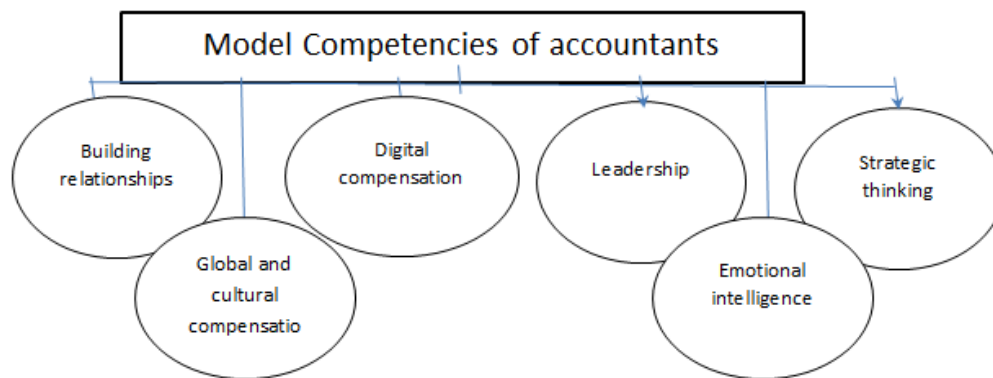 Model Competencies of accountants
Building
relationships
Digital
compensation
Leadership
Strategic
thinking
Global and
cultural
compensatio
Emotional
intelligence